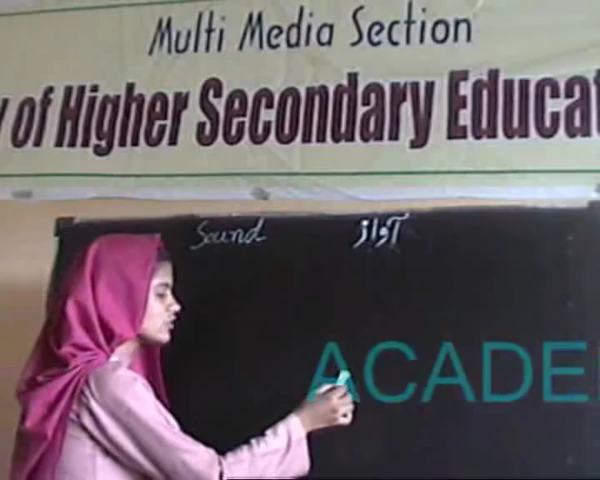 Multi Media Section
of Higher Secondary Educat
Sound آواز
ACADE